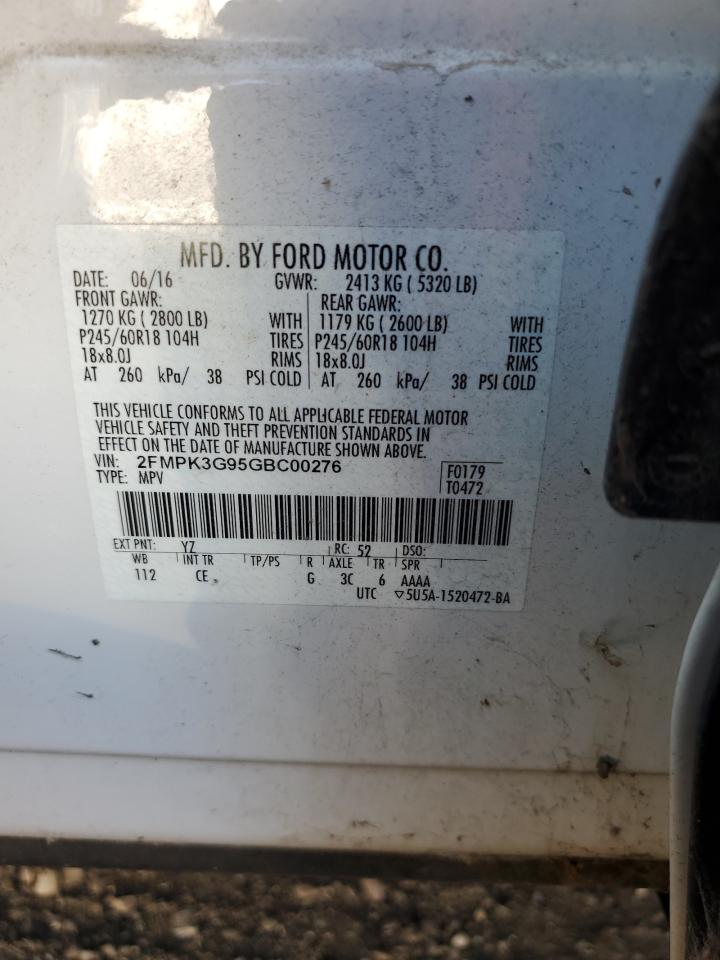 MFD. BY FORD MOTOR CO.
DATE: 06/16 GVWR: 2413 KG ( 5320 LB)
FRONT GAWR: REAR GAWR:
1270 KG ( 2800 LB) WITH 1179 KG ( 2600 LB) WITH
P245/60R18 104H TIRES P245/60R18 104H TIRES
18x8.0J RIMS 18x8.0J RIMS
AT 260 kPa/ 38 PSI COLD AT 260 kPa/ 38 PSI COLD
THIS VEHICLE CONFORMS TO ALL APPLICABLE FEDERAL MOTOR
VEHICLE SAFETY AND THEFT PREVENTION STANDARDS IN
EFFECT ON THE DATE OF MANUFACTURE SHOWN ABOVE.
VIN: 2FMPK3G95GBC00276 F0179
TYPE: MPV T0472
EXT PNT: YZ RC: 52 DSO:
WB INT TR TP/PS R AXLE TR SPR
112 CE G 3C 6 AAAA
UTC ▽5U5A-1520472-BA